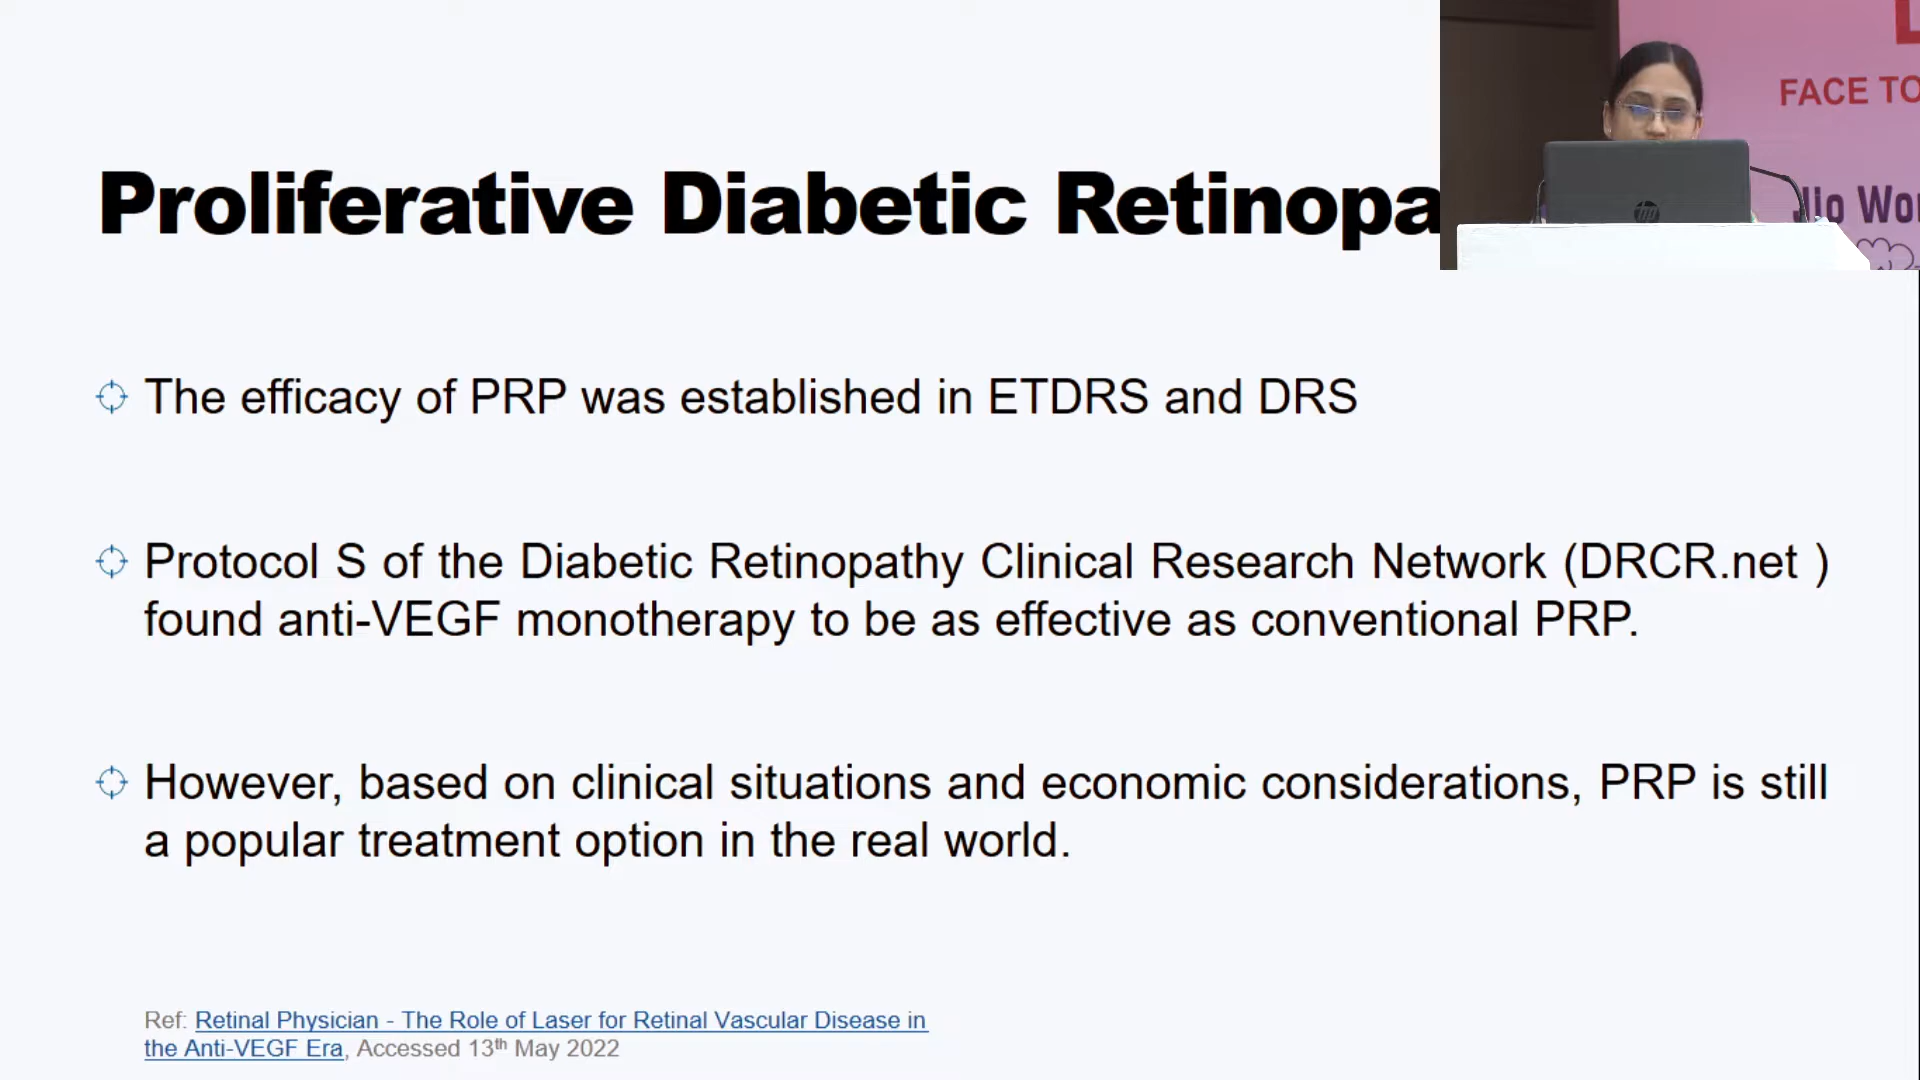 Proliferative Diabetic Retinopa
FACE TO
Jio Wor
The efficacy of PRP was established in ETDRS and DRS
Protocol S of the Diabetic Retinopathy Clinical Research Network (DRCR.net )
found anti-VEGF monotherapy to be as effective as conventional PRP.
However, based on clinical situations and economic considerations, PRP is still
a popular treatment option in the real world.
Ref: Retinal Physician - The Role of Laser for Retinal Vascular Disease in
the Anti-VEGF Era, Accessed 13th May 2022